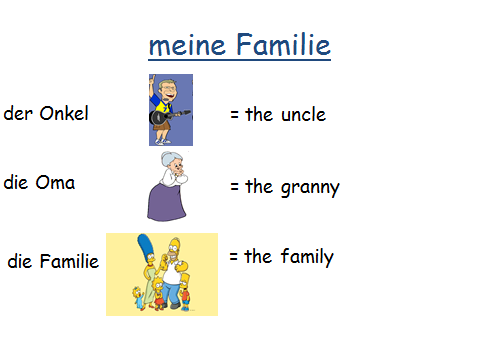 meine Familie
der Onkel = the uncle
die Oma = the granny
die Familie = the family